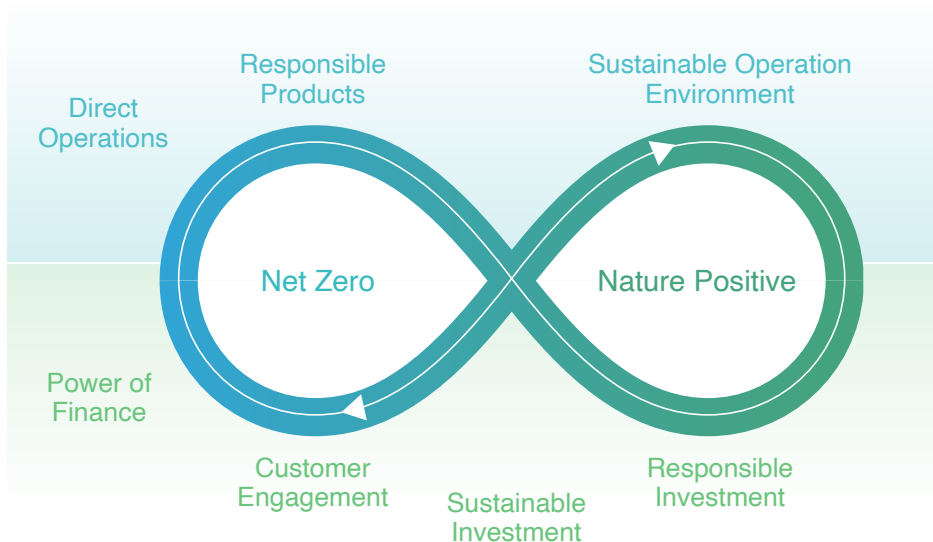 Responsible
Products
Sustainable Operation
Environment
Direct
Operations
Net Zero
Nature Positive
Power of
Finance
Customer
Engagement
Sustainable
Investment
Responsible
Investment